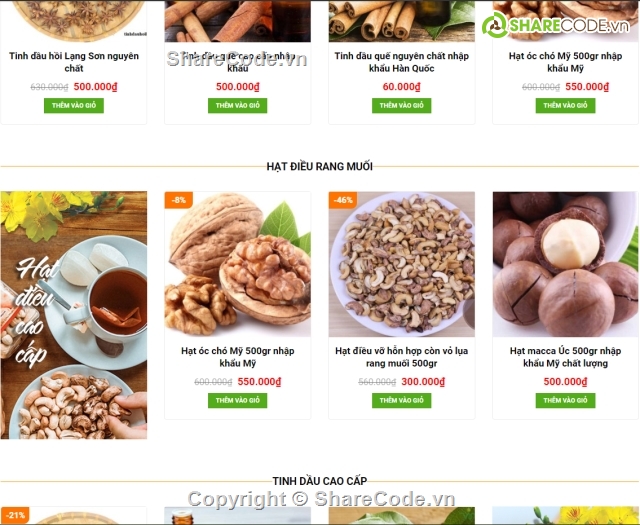 SHARECODE.vn
Tinh dầu hồi Lạng Sơn nguyên
chất
630.000₫ 500.000₫
THÊM VÀO GIỎ
khẩu
500.000₫
THÊM VÀO GIỎ
Tinh dầu quế nguyên chất nhập
khẩu Hàn Quốc
60.000₫
THÊM VÀO GIỎ
Hạt óc chó Mỹ 500gr nhập
khẩu Mỹ
600.000₫ 550.000₫
THÊM VÀO GIỎ
ShareCode.vn
HẠT ĐIỀU RANG MUỐI
Hạt
điều
cao
cấp
-8%
Hạt óc chó Mỹ 500gr nhập
khẩu Mỹ
600.000₫ 550.000₫
THÊM VÀO GIỎ
-46%
Hạt điều vỡ hỗn hợp còn vỏ lụa
rang muối 500gr
560.000₫ 300.000₫
THÊM VÀO GIỎ
Hạt macca Úc 500gr nhập
khẩu Mỹ chất lượng
500.000₫
THÊM VÀO GIỎ
TINH DẦU CAO CẤP
Copyright © ShareCode.vn
-21%